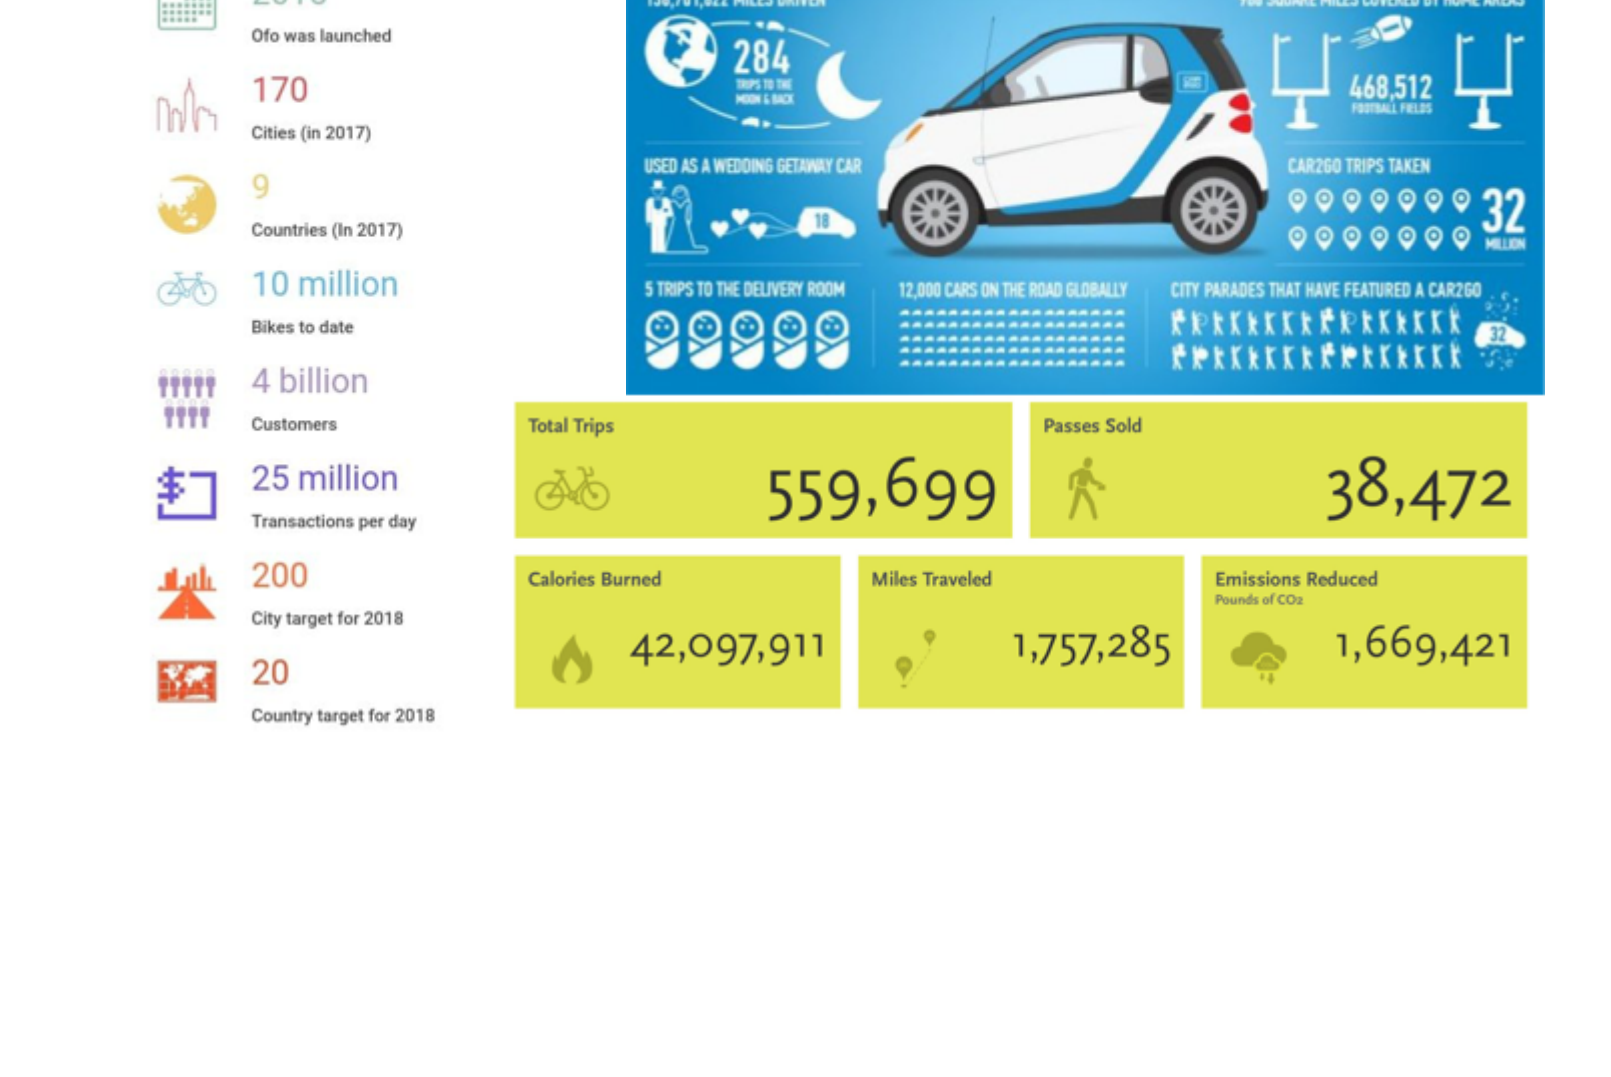 Ofo was launched
170
Cities (in 2017)
9
Countries (In 2017)
10 million
Bikes to date
4 billion
Customers
25 million
Transactions per day
200
City target for 2018
20
Country target for 2018
284
TRIPS TO THE
MOON & BACK
468,512
FOOTBALL FIELDS
USED AS A WEDDING GETAWAY CAR
18
CAR2GO TRIPS TAKEN
32
MILLION
5 TRIPS TO THE DELIVERY ROOM
12,000 CARS ON THE ROAD GLOBALLY
CITY PARADES THAT HAVE FEATURED A CAR2GO
32
Total Trips
559,699
Passes Sold
38,472
Calories Burned
42,097,911
Miles Traveled
1,757,285
Emissions Reduced
Pounds of CO2
1,669,421